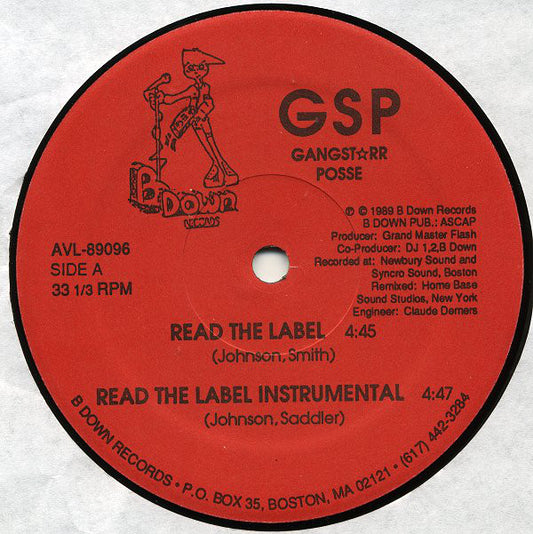 GSP
GANGST☆RR
POSSE
B DOWN
RECORDS
AVL-89096
SIDE A
33 1/3 RPM
℗ © 1989 B Down Records
B DOWN PUB.: ASCAP
Producer: Grand Master Flash
Co-Producer: DJ 1,2,B Down
Recorded at: Newbury Sound and
Syncro Sound, Boston
Remixed: Home Base
Sound Studios, New York
Engineer: Claude Demers
READ THE LABEL 4:45
(Johnson, Smith)
READ THE LABEL INSTRUMENTAL 4:47
(Johnson, Saddler)
B DOWN RECORDS • P.O. BOX 35, BOSTON, MA 02121 • (617) 442-3284